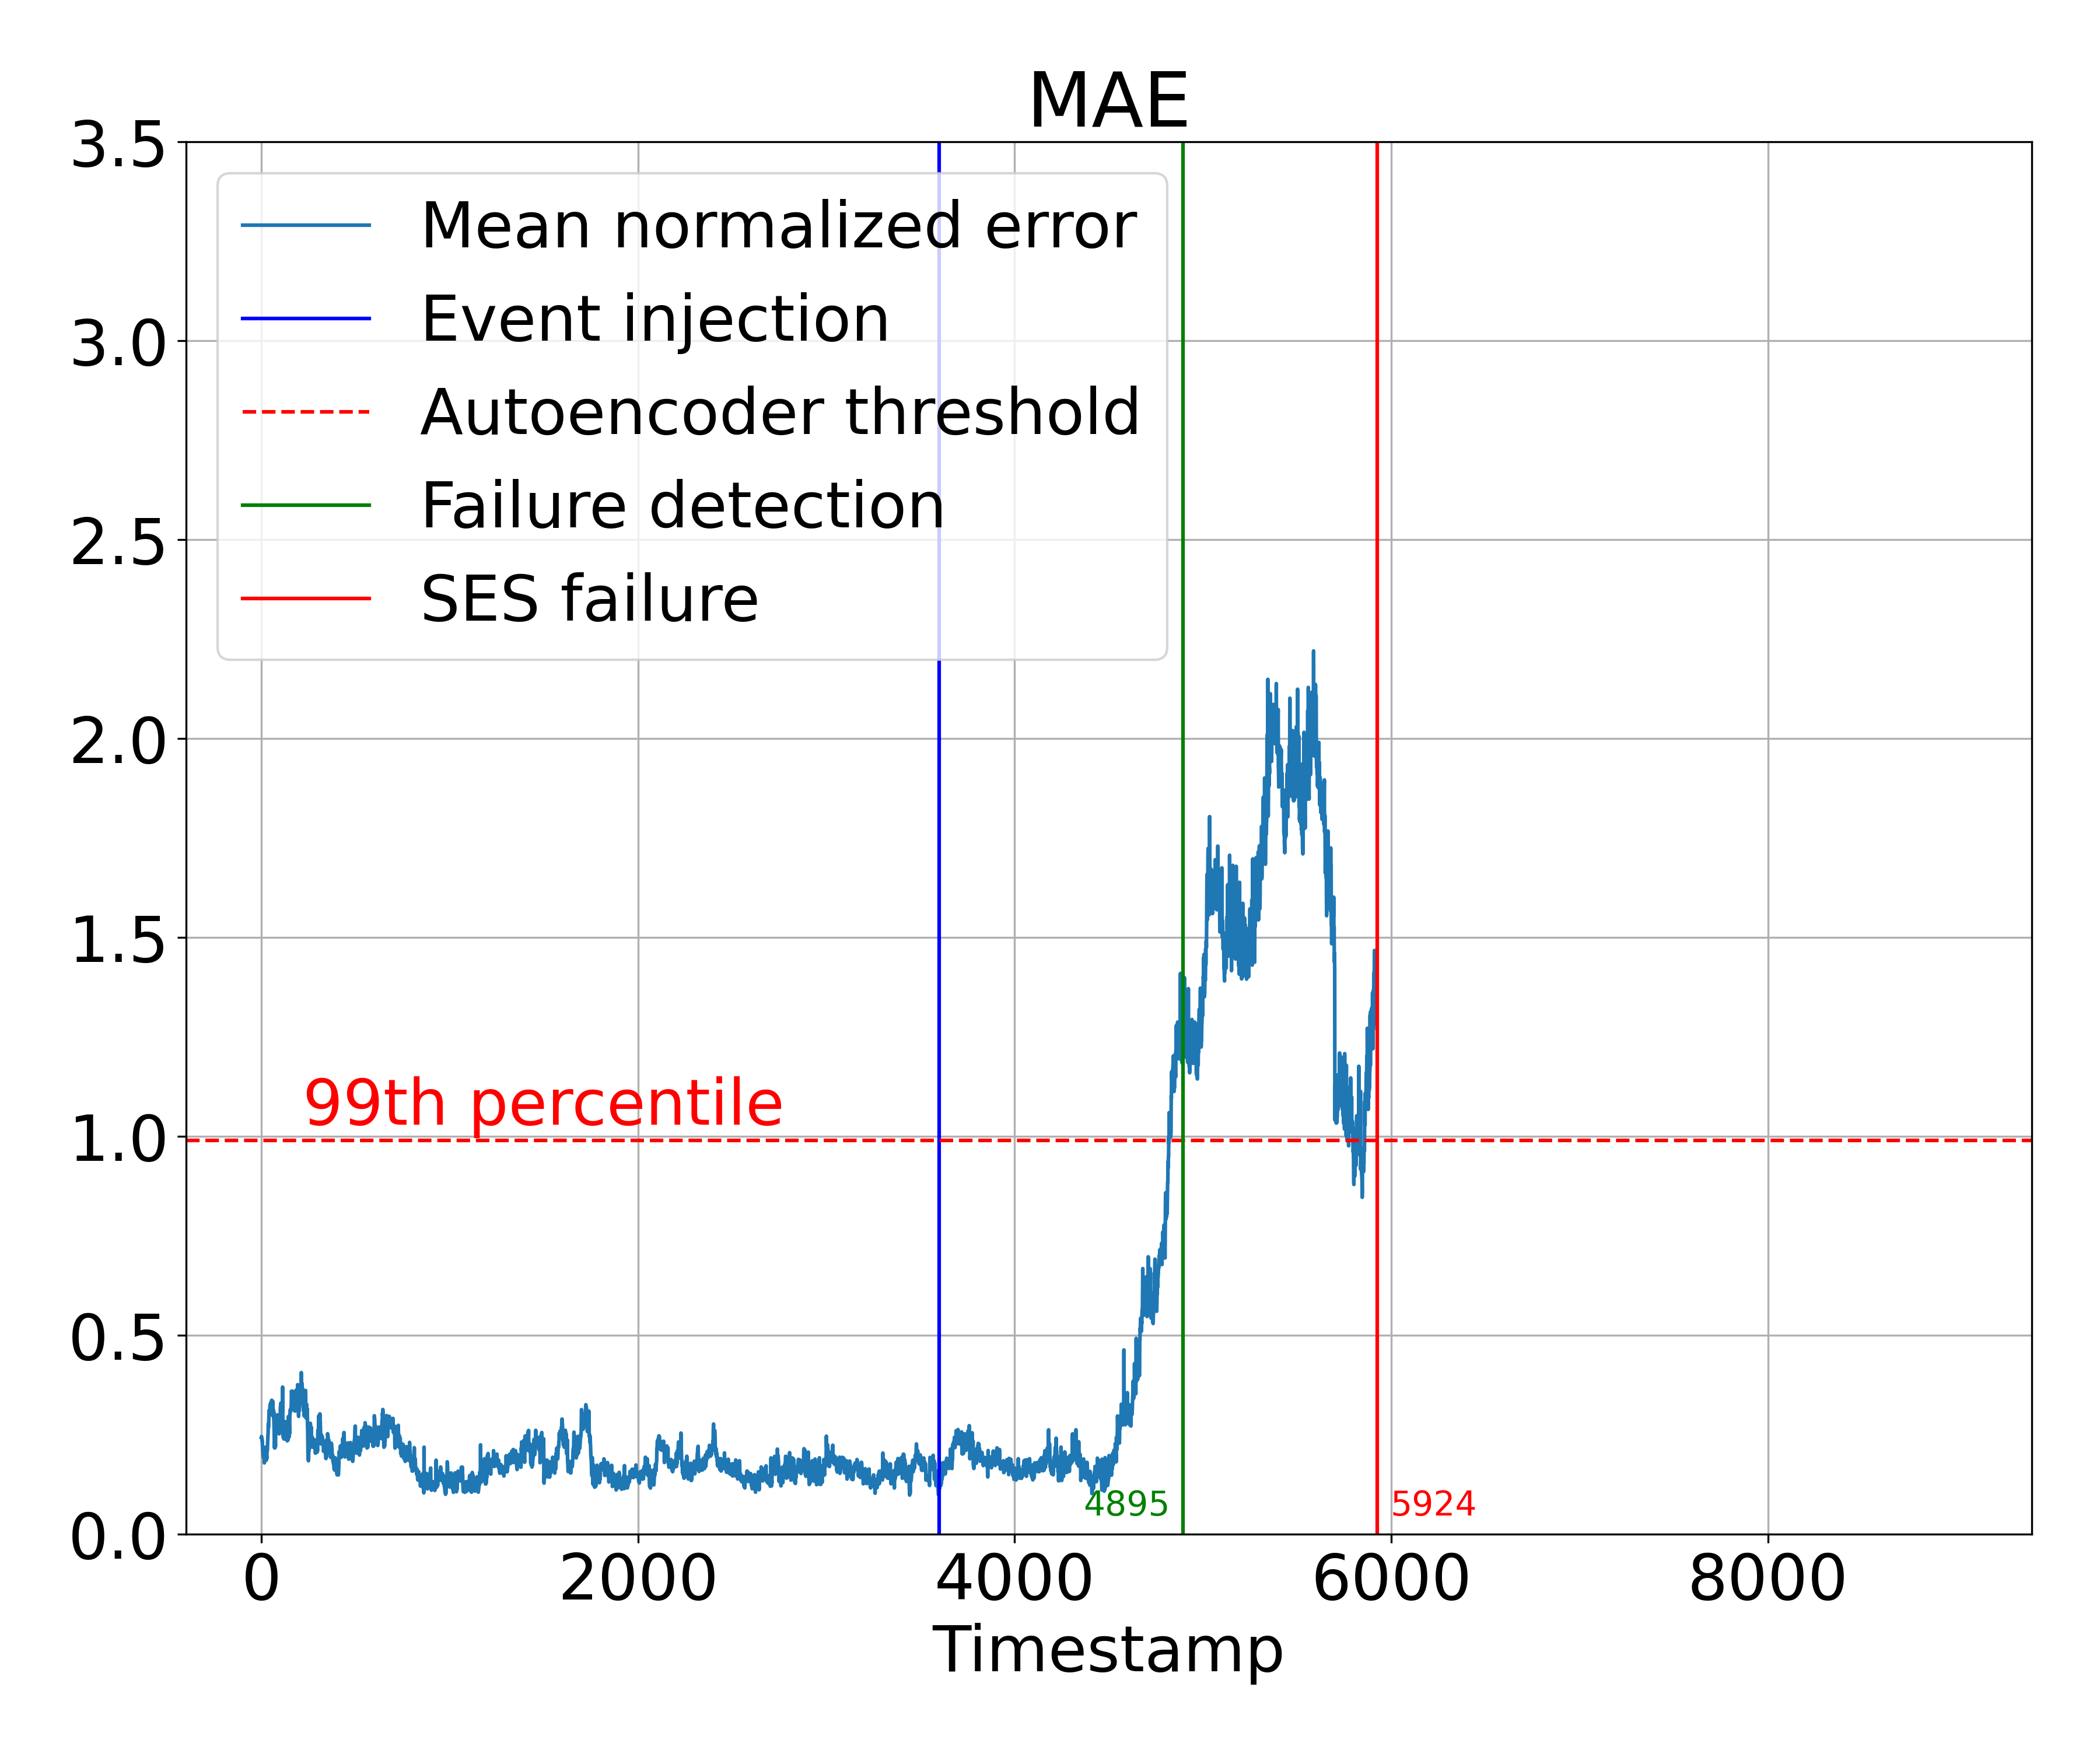 MAE
3.5
3.0
2.5
2.0
1.5
1.0
0.5
0.0
Mean normalized error
Event injection
Autoencoder threshold
Failure detection
SES failure
99th percentile
4895
5924
0 2000 4000 6000 8000
Timestamp